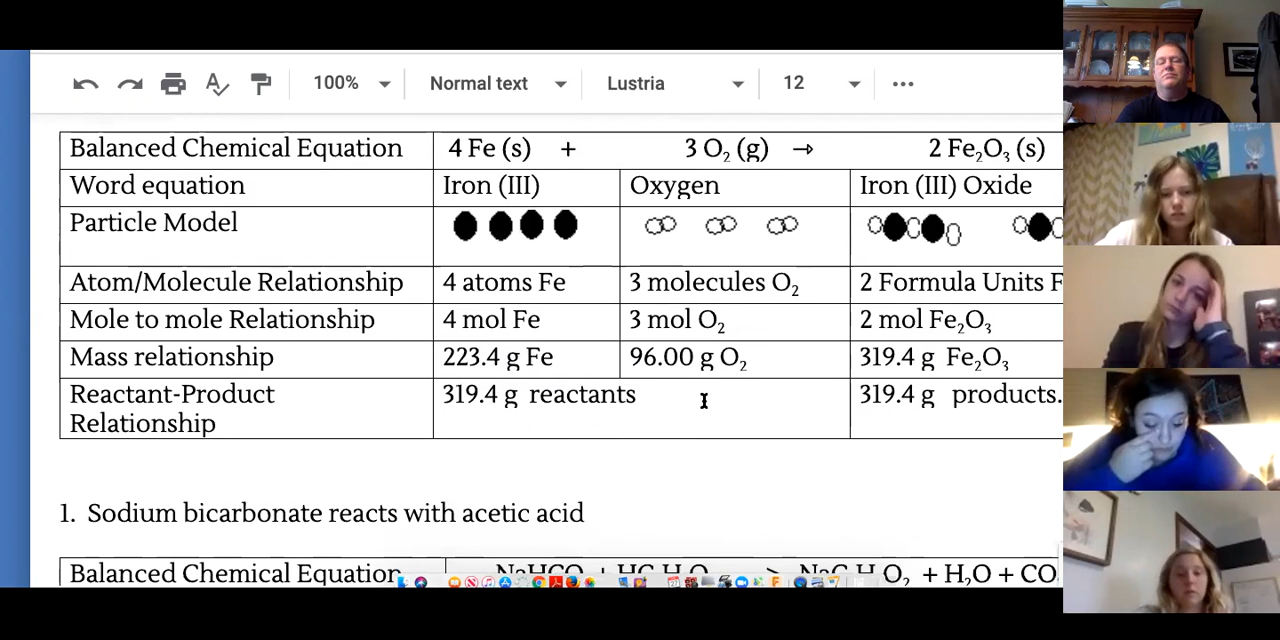 100% Normal text Lustria 12
Balanced Chemical Equation 4 Fe (s) + 3 O₂ (g) → 2 Fe₂O₃ (s)
Word equation Iron (III) Oxygen Iron (III) Oxide
Particle Model
Atom/Molecule Relationship 4 atoms Fe 3 molecules O₂ 2 Formula Units F
Mole to mole Relationship 4 mol Fe 3 mol O₂ 2 mol Fe₂O₃
Mass relationship 223.4 g Fe 96.00 g O₂ 319.4 g Fe₂O₃
Reactant-Product 319.4 g reactants 319.4 g products.
Relationship
1. Sodium bicarbonate reacts with acetic acid
Balanced Chemical Equation + H₂O + CO